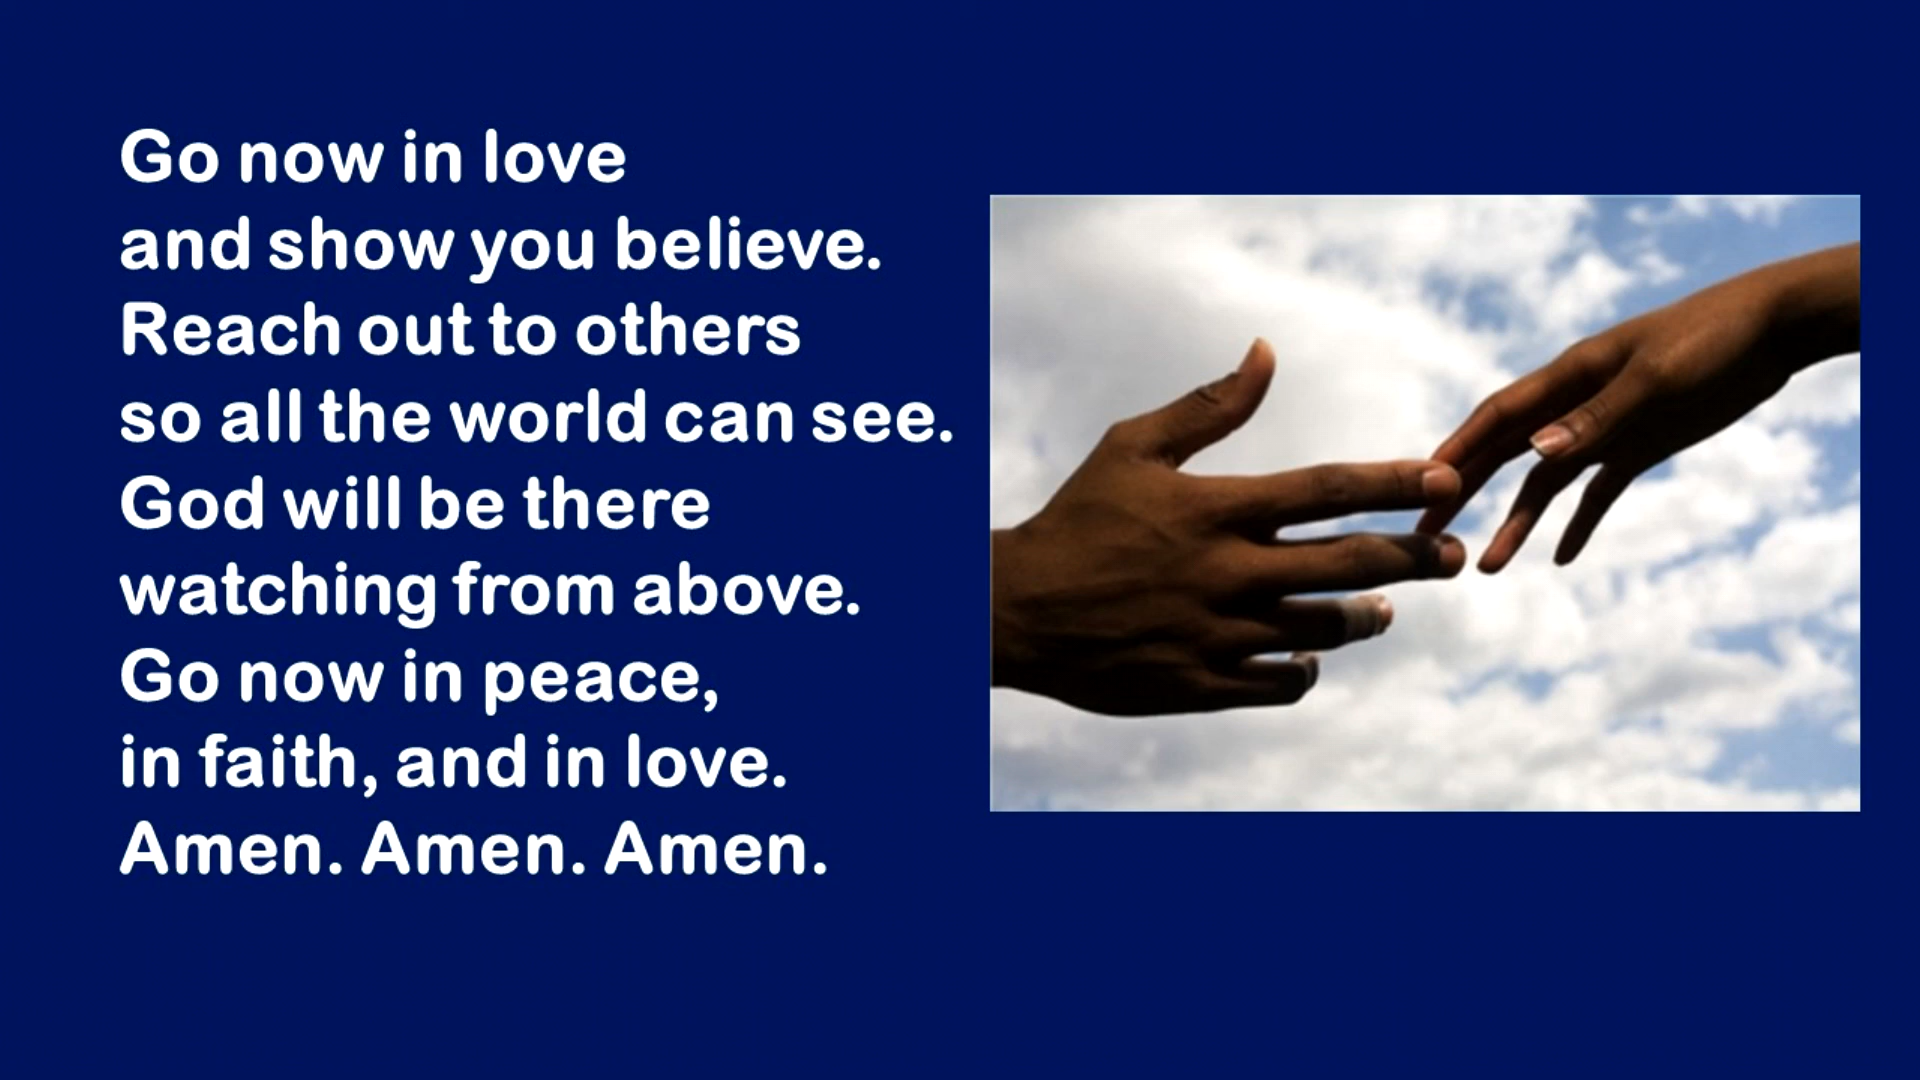 Go now in love
and show you believe.
Reach out to others
so all the world can see.
God will be there
watching from above.
Go now in peace,
in faith, and in love.
Amen. Amen. Amen.